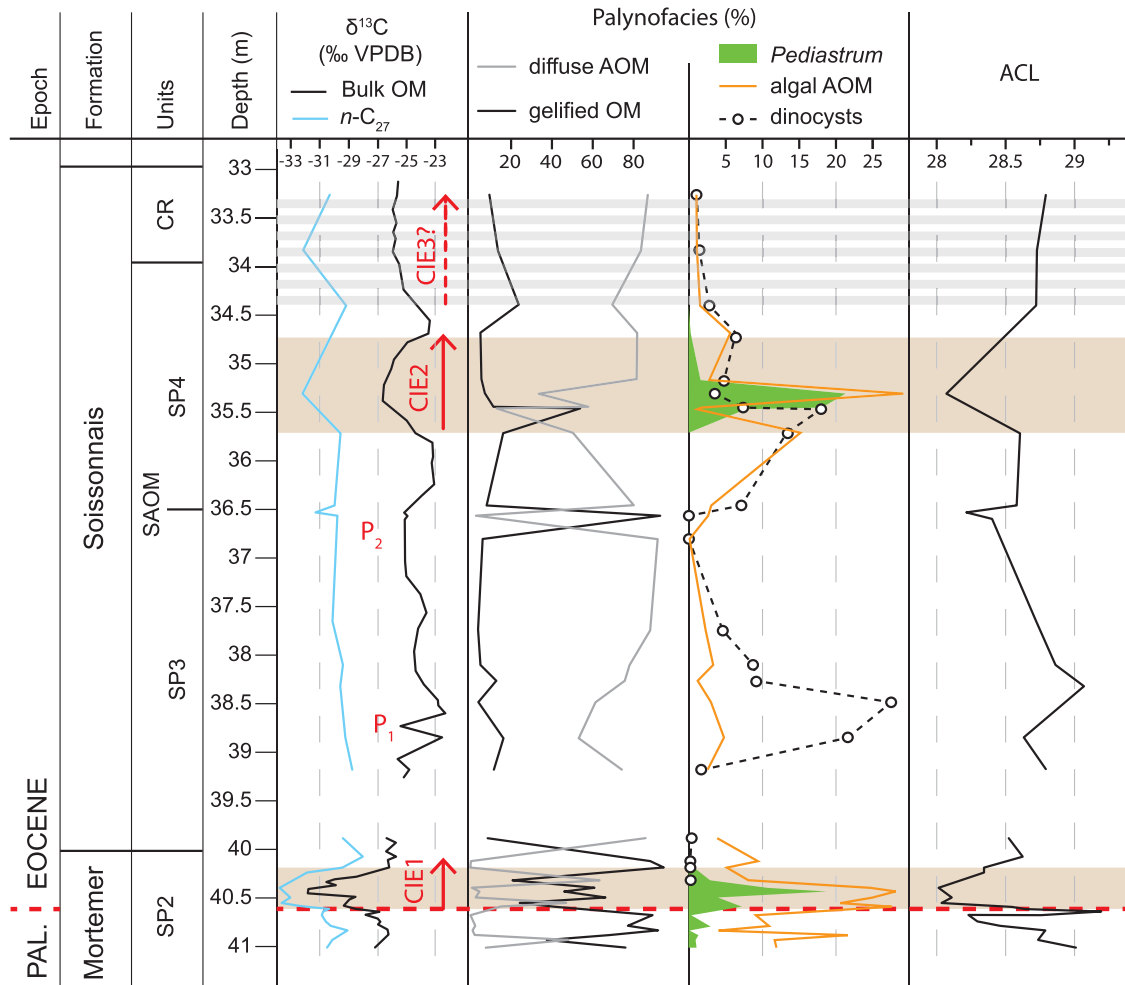 Epoch
Formation
Units
Depth (m)
δ¹³C
(‰ VPDB)
Bulk OM
n-C₂₇
Palynofacies (%)
diffuse AOM
gelified OM
Pediastrum
algal AOM
dinocysts
ACL
-33 -31 -29 -27 -25 -23
20 40 60 80
5 10 15 20 25
28 28.5 29
33
33.5
34
34.5
35
35.5
36
36.5
37
37.5
38
38.5
39
39.5
40
40.5
41
PAL. EOCENE
Mortemer
Soissonnais
SP2
SP3
SAOM
SP4
CR
CIE3?
CIE2
P₂
P₁
CIE1